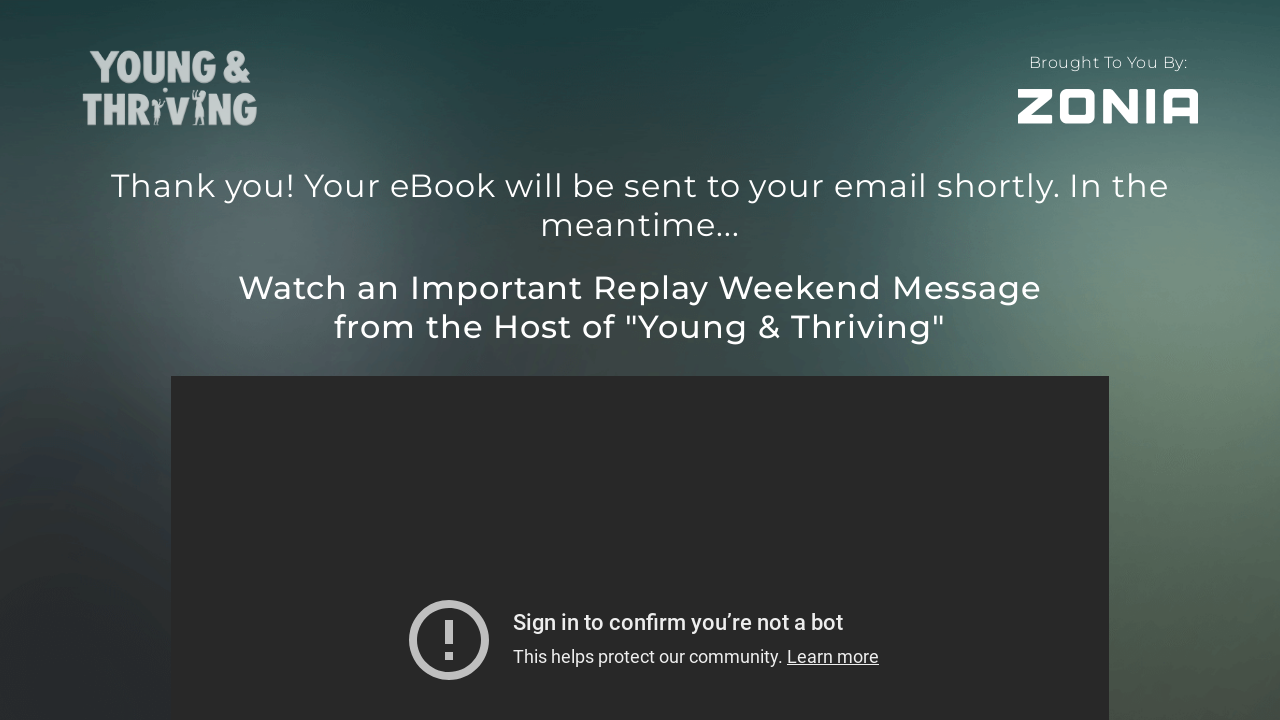 YOUNG &
THRIVING
Brought To You By:
ZONIA
Thank you! Your eBook will be sent to your email shortly. In the
meantime...
Watch an Important Replay Weekend Message
from the Host of "Young & Thriving"
Sign in to confirm you’re not a bot
This helps protect our community. Learn more